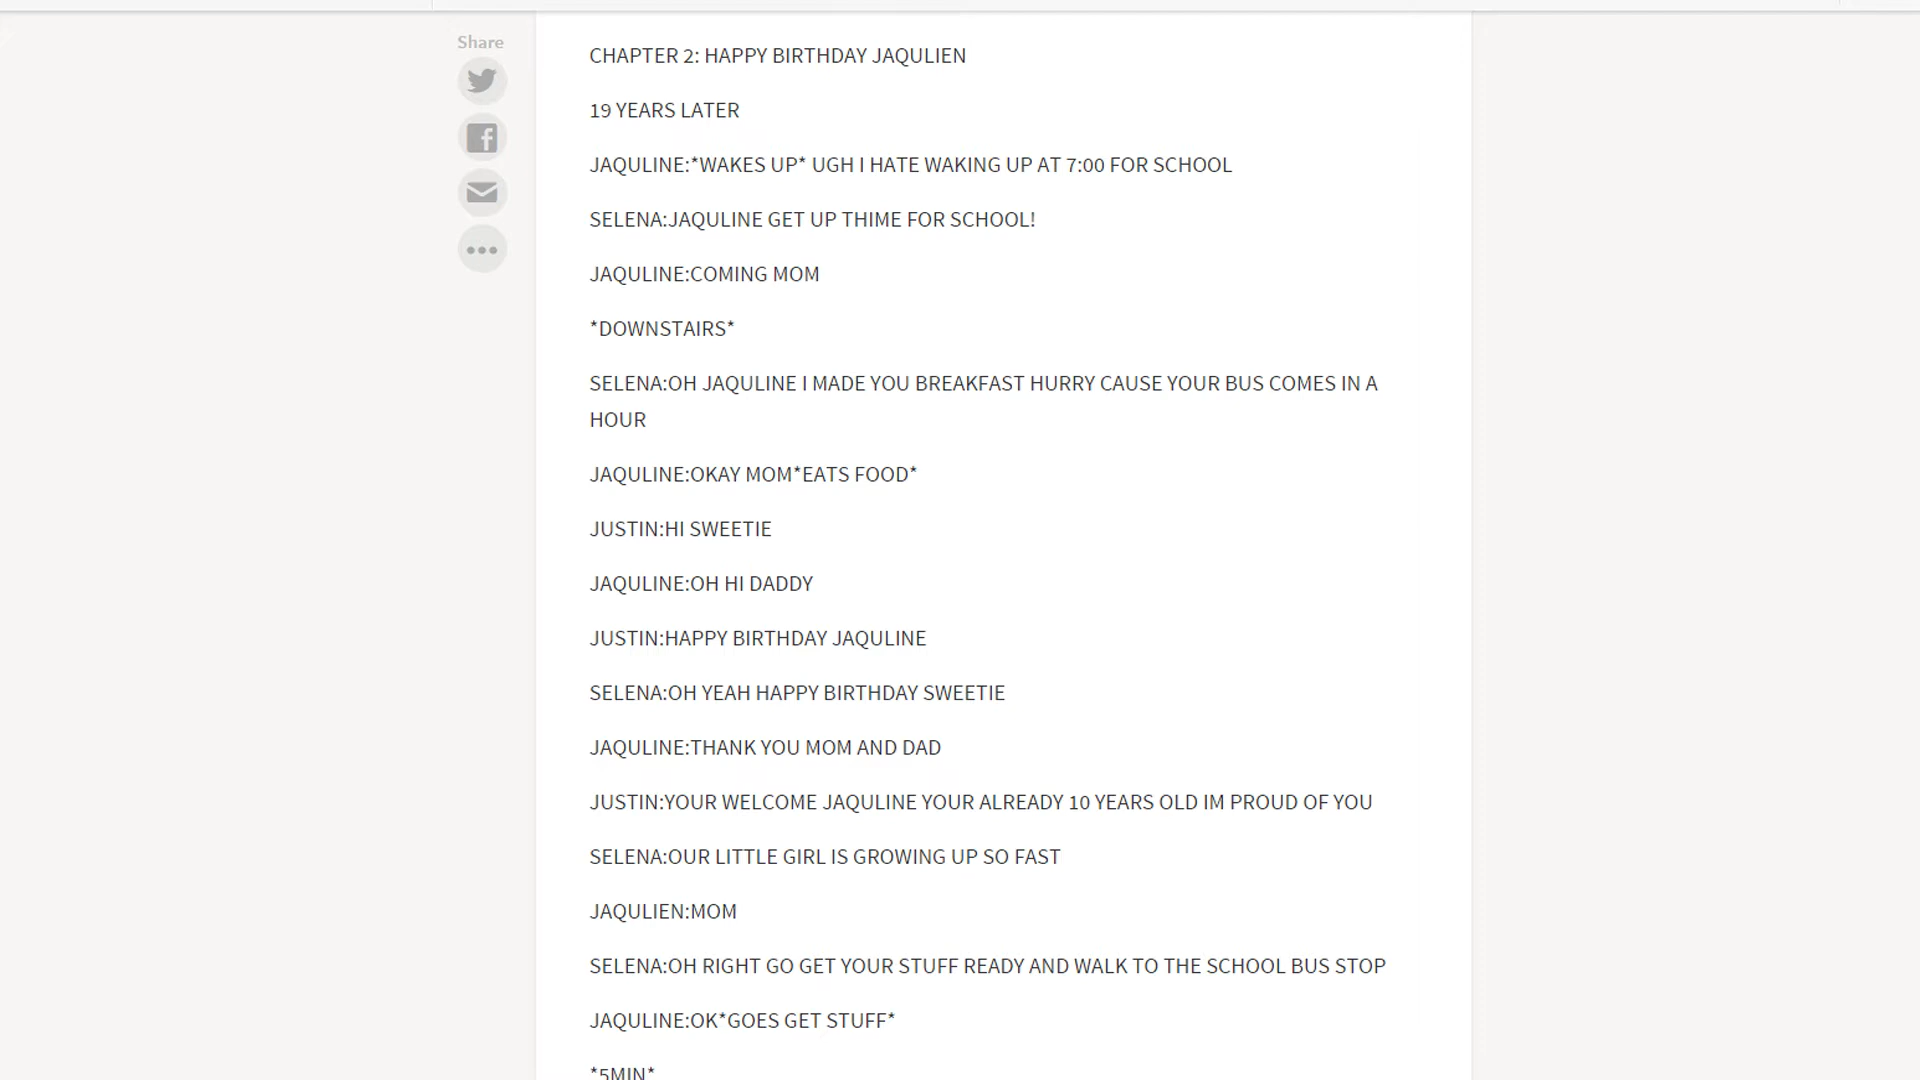 Share
CHAPTER 2: HAPPY BIRTHDAY JAQULIEN
19 YEARS LATER
JAQULINE:*WAKES UP* UGH I HATE WAKING UP AT 7:00 FOR SCHOOL
SELENA:JAQULINE GET UP THIME FOR SCHOOL!
JAQULINE:COMING MOM
*DOWNSTAIRS*
SELENA:OH JAQULINE I MADE YOU BREAKFAST HURRY CAUSE YOUR BUS COMES IN A
HOUR
JAQULINE:OKAY MOM*EATS FOOD*
JUSTIN:HI SWEETIE
JAQULINE:OH HI DADDY
JUSTIN:HAPPY BIRTHDAY JAQULINE
SELENA:OH YEAH HAPPY BIRTHDAY SWEETIE
JAQULINE:THANK YOU MOM AND DAD
JUSTIN:YOUR WELCOME JAQULINE YOUR ALREADY 10 YEARS OLD IM PROUD OF YOU
SELENA:OUR LITTLE GIRL IS GROWING UP SO FAST
JAQULIEN:MOM
SELENA:OH RIGHT GO GET YOUR STUFF READY AND WALK TO THE SCHOOL BUS STOP
JAQULINE:OK*GOES GET STUFF*
*5MIN*